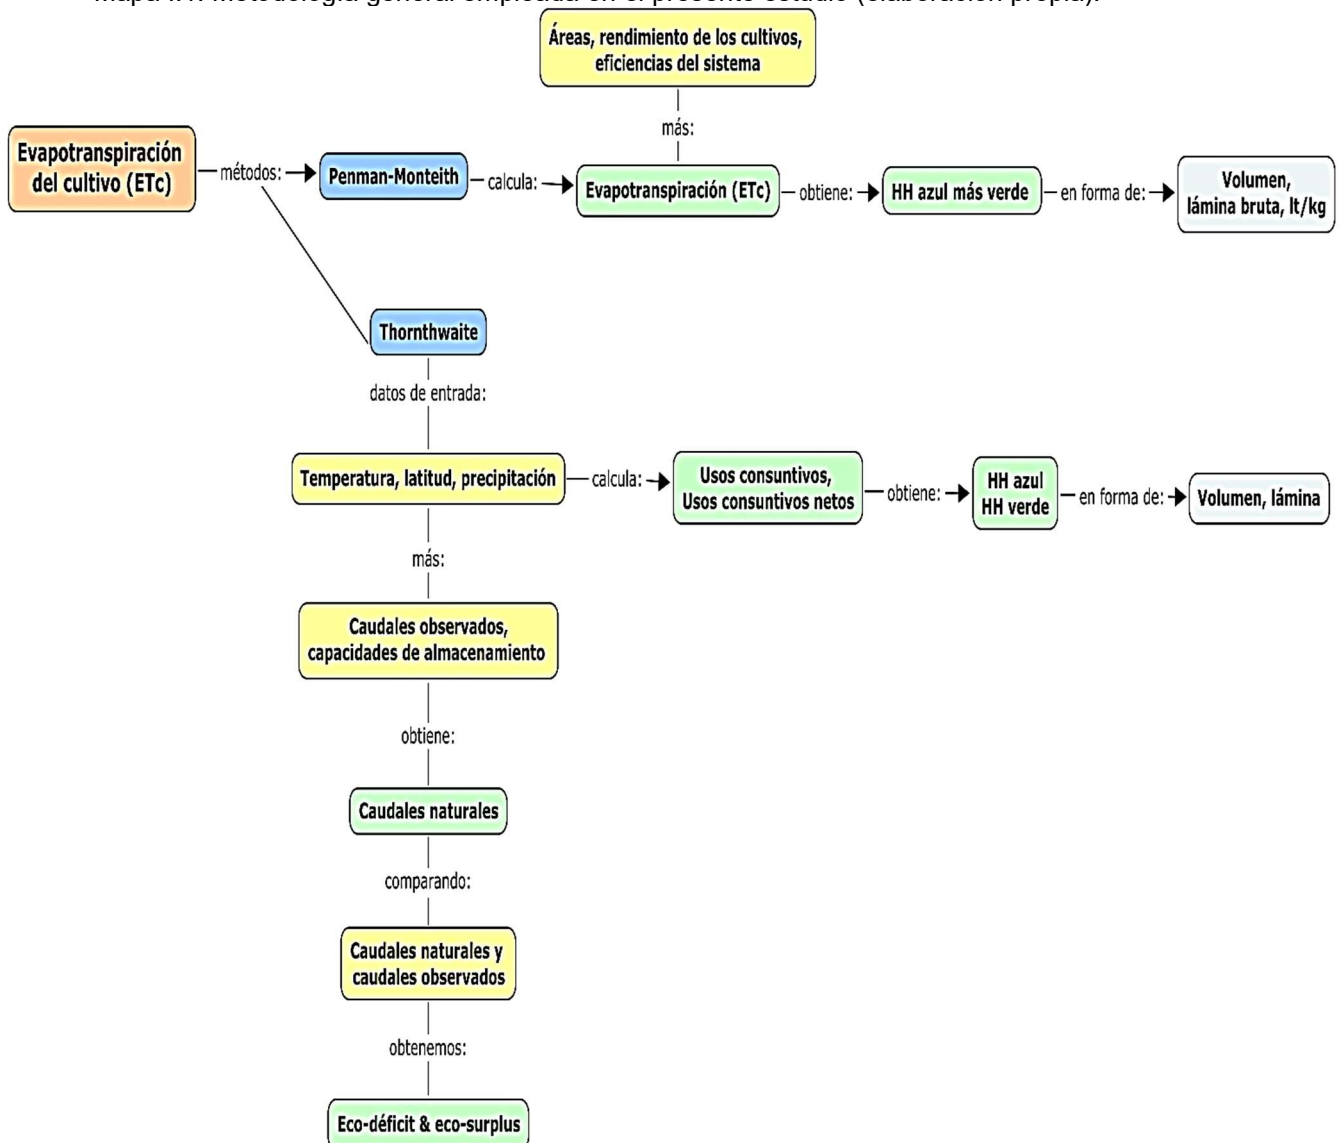 Áreas, rendimiento de los cultivos,
eficiencias del sistema
más:
Evapotranspiración
del cultivo (ETc)
métodos:
Penman-Monteith
calcula:
Evapotranspiración (ETc)
obtiene:
HH azul más verde
en forma de:
Volumen,
lámina bruta, lt/kg
Thornthwaite
datos de entrada:
Temperatura, latitud, precipitación
calcula:
Usos consuntivos,
Usos consuntivos netos
obtiene:
HH azul
HH verde
en forma de:
Volumen, lámina
más:
Caudales observados,
capacidades de almacenamiento
obtiene:
Caudales naturales
comparando:
Caudales naturales y
caudales observados
obtenemos:
Eco-déficit & eco-surplus